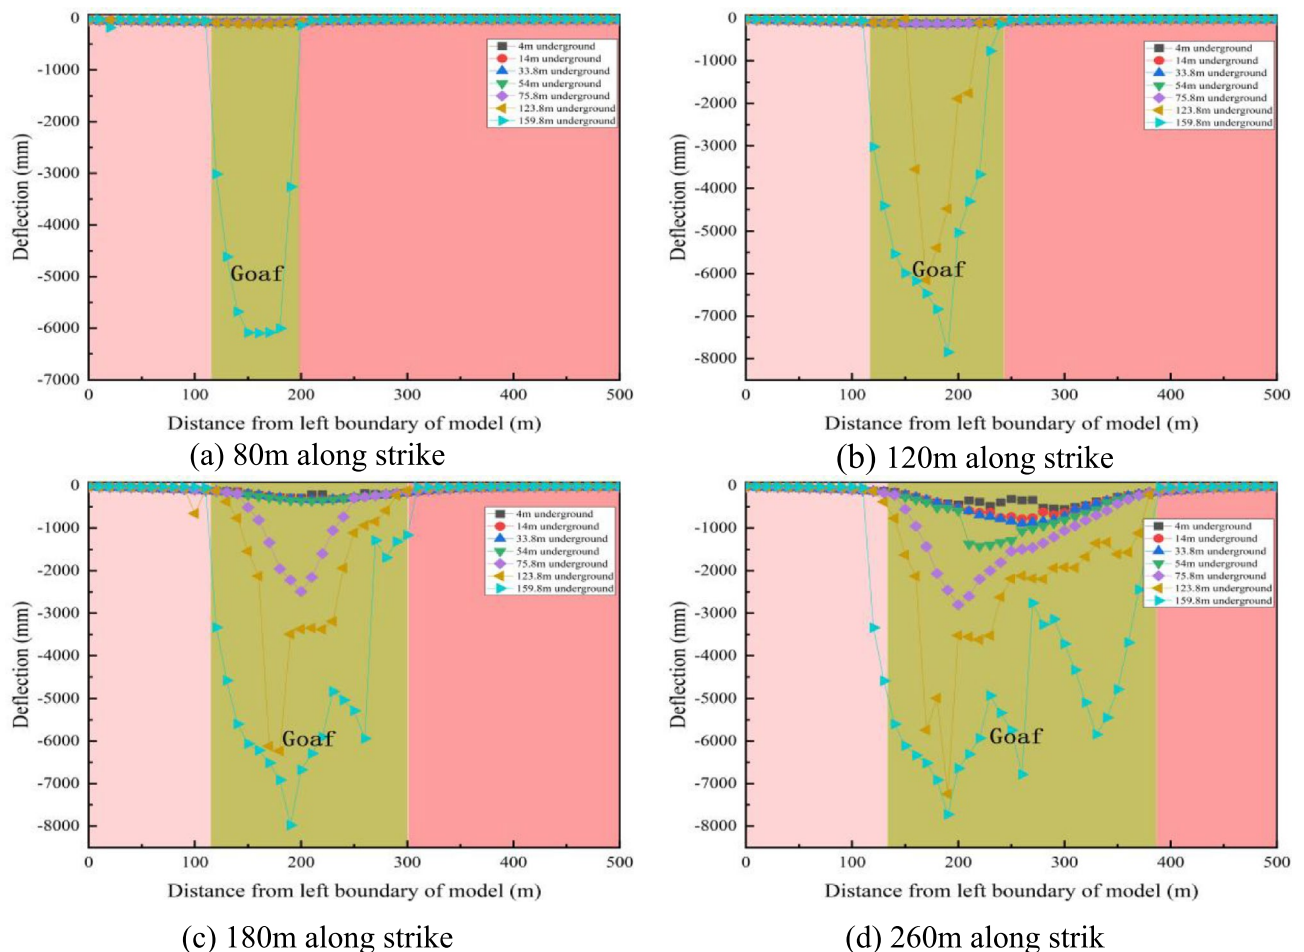 0
-1000
-2000
-3000
-4000
-5000
-6000
-7000
Deflection (mm)
4m underground
14m underground
33.8m underground
54m underground
75.8m underground
123.8m underground
159.8m underground
Goaf
0 100 200 300 400 500
Distance from left boundary of model (m)
(a) 80m along strike
0
-1000
-2000
-3000
-4000
-5000
-6000
-7000
-8000
Deflection (mm)
4m underground
14m underground
33.8m underground
54m underground
75.8m underground
123.8m underground
159.8m underground
Goaf
0 100 200 300 400 500
Distance from left boundary of model (m)
(b) 120m along strike
0
-1000
-2000
-3000
-4000
-5000
-6000
-7000
-8000
Deflection (mm)
4m underground
14m underground
33.8m underground
54m underground
75.8m underground
123.8m underground
159.8m underground
Goaf
0 100 200 300 400 500
Distance from left boundary of model (m)
(c) 180m along strike
0
-1000
-2000
-3000
-4000
-5000
-6000
-7000
-8000
Deflection (mm)
4m underground
14m underground
33.8m underground
54m underground
75.8m underground
123.8m underground
159.8m underground
Goaf
0 100 200 300 400 500
Distance from left boundary of model (m)
(d) 260m along strik